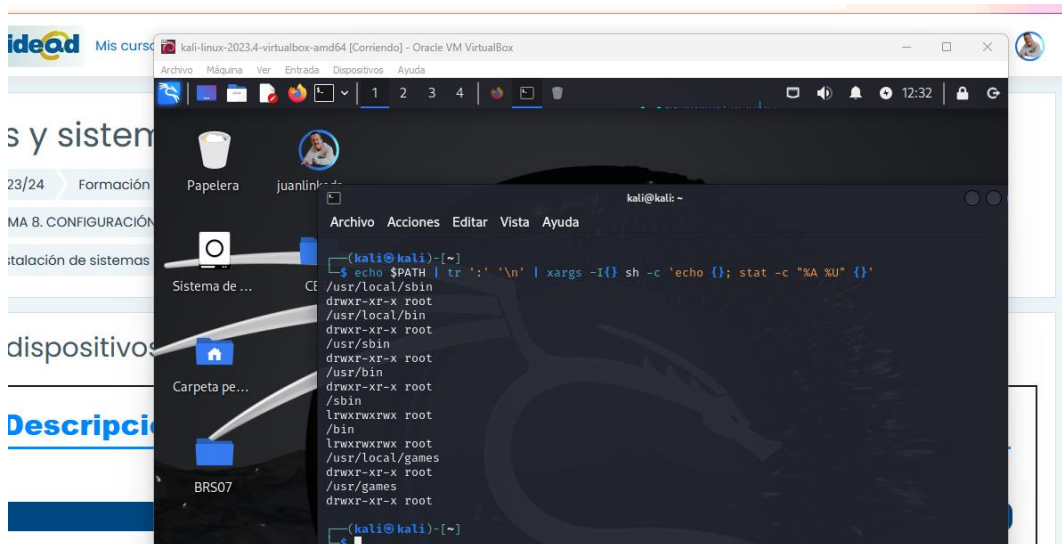 idead Mis curso
kali-linux-2023.4-virtualbox-amd64 [Corriendo] - Oracle VM VirtualBox
Archivo Máquina Ver Entrada Dispositivos Ayuda
1 2 3 4 12:32
s y sistem
23/24 Formación
MA 8. CONFIGURACIÓN
stalación de sistemas
dispositivos
Descripci
Papelera
Sistema de ...
Carpeta pe...
BRS07
kali@kali: ~
Archivo Acciones Editar Vista Ayuda
(kali㉿kali)-[~]
$ echo $PATH | tr ':' '\n' | xargs -I{} sh -c 'echo {}; stat -c "%A %U" {}'
/usr/local/sbin
drwxr-xr-x root
/usr/local/bin
drwxr-xr-x root
/usr/sbin
drwxr-xr-x root
/usr/bin
drwxr-xr-x root
/sbin
lrwxrwxrwx root
/bin
lrwxrwxrwx root
/usr/local/games
drwxr-xr-x root
/usr/games
drwxr-xr-x root
(kali㉿kali)-[~]
$